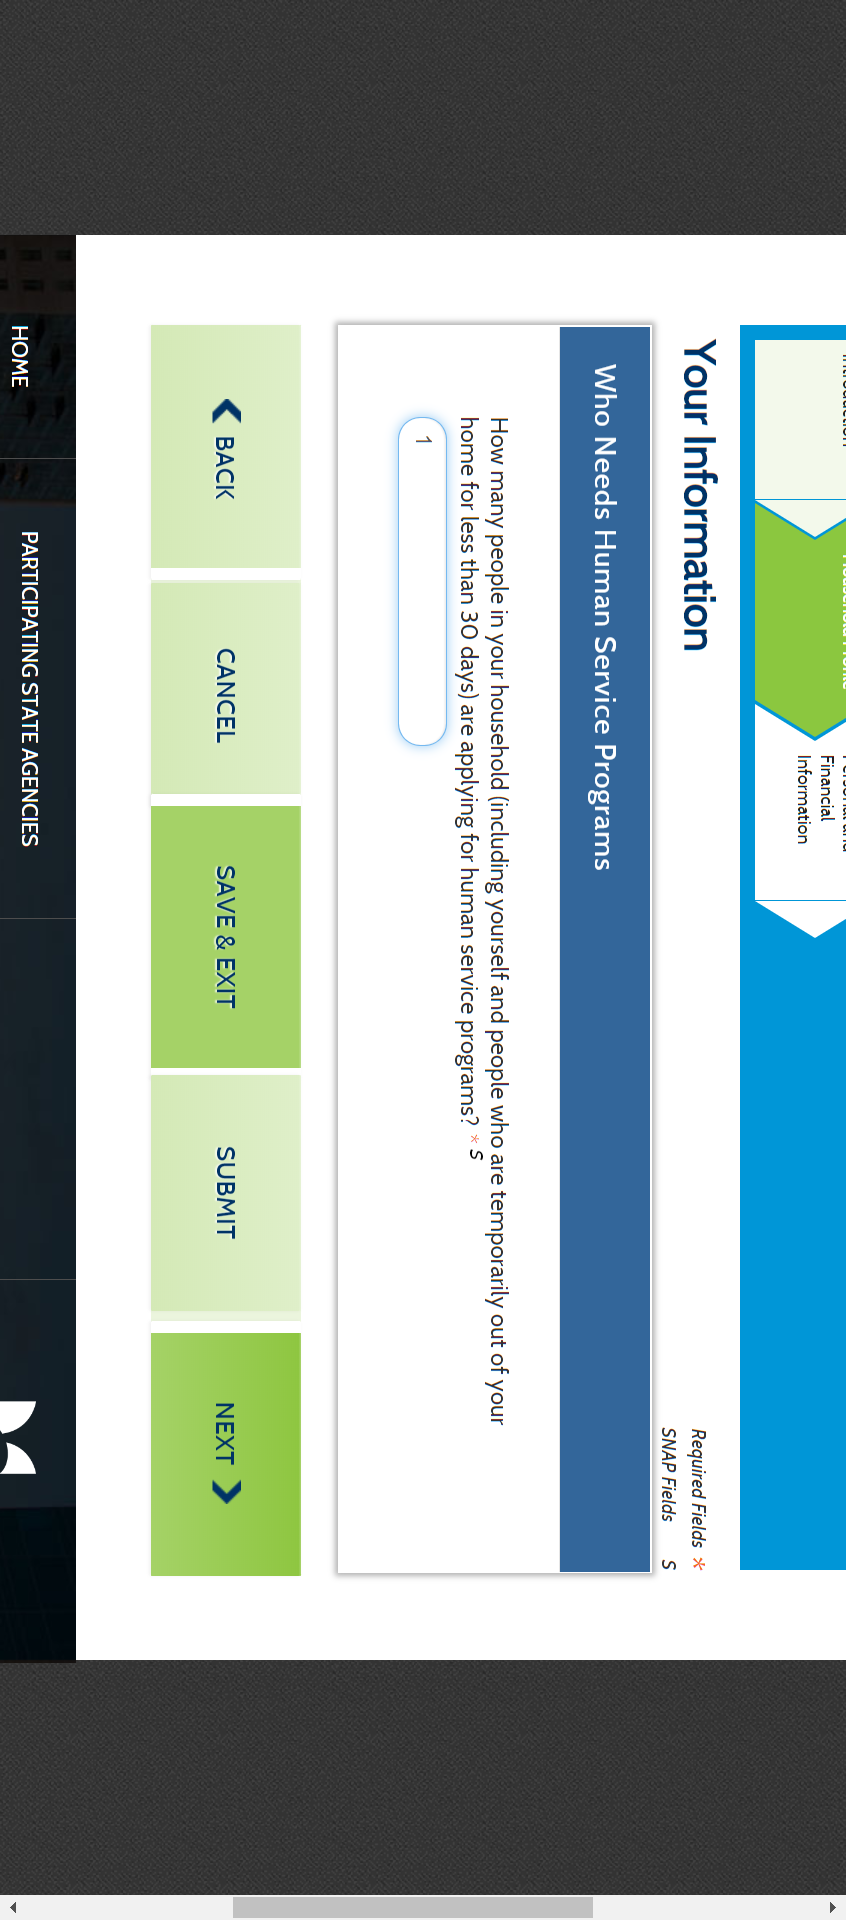 Financial
Information
Your Information
Required Fields *
SNAP Fields S
Who Needs Human Service Programs
How many people in your household (including yourself and people who are temporarily out of your
home for less than 30 days) are applying for human service programs? * S
1
BACK
CANCEL
SAVE & EXIT
SUBMIT
NEXT
HOME
PARTICIPATING STATE AGENCIES